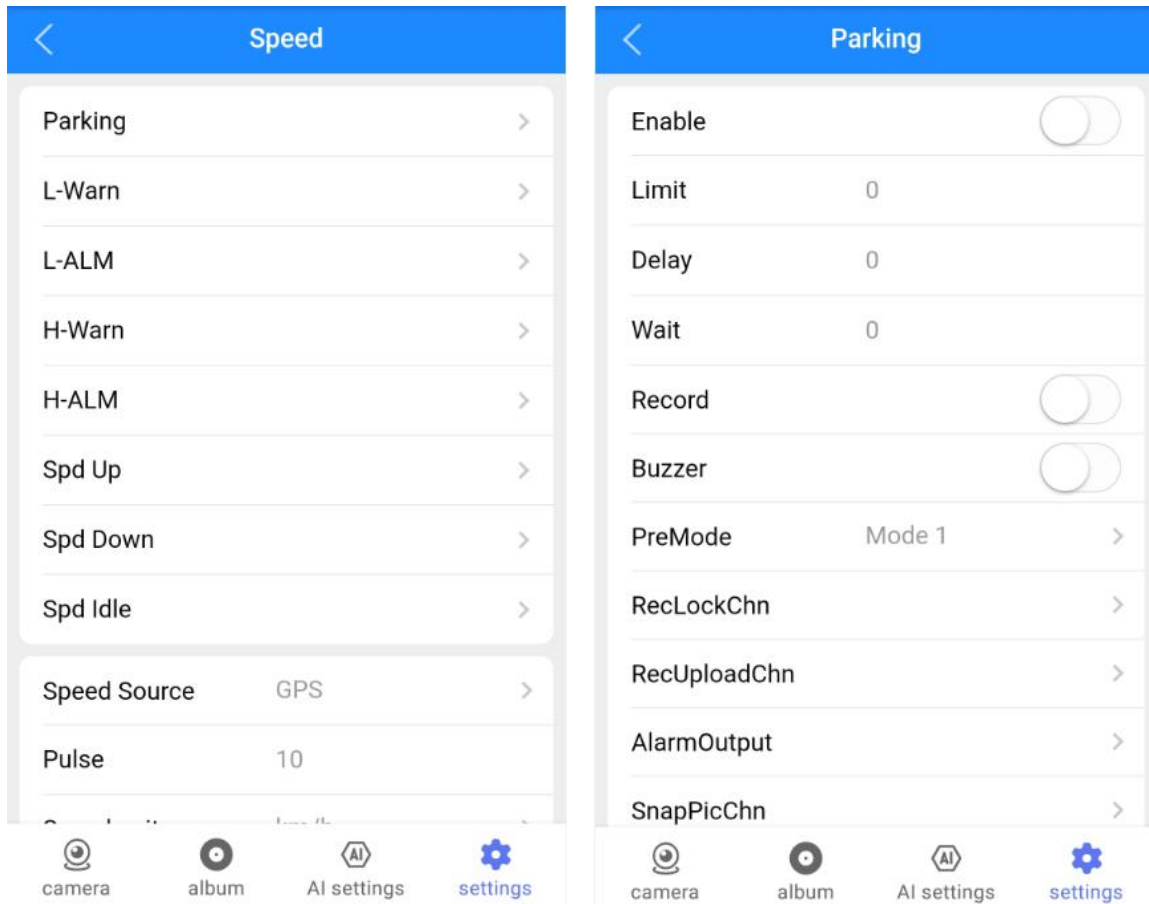 Speed
Parking
L-Warn
L-ALM
H-Warn
H-ALM
Spd Up
Spd Down
Spd Idle
Speed Source GPS
Pulse 10
camera album AI settings settings
Parking
Enable
Limit 0
Delay 0
Wait 0
Record
Buzzer
PreMode Mode 1
RecLockChn
RecUploadChn
AlarmOutput
SnapPicChn
camera album AI settings settings